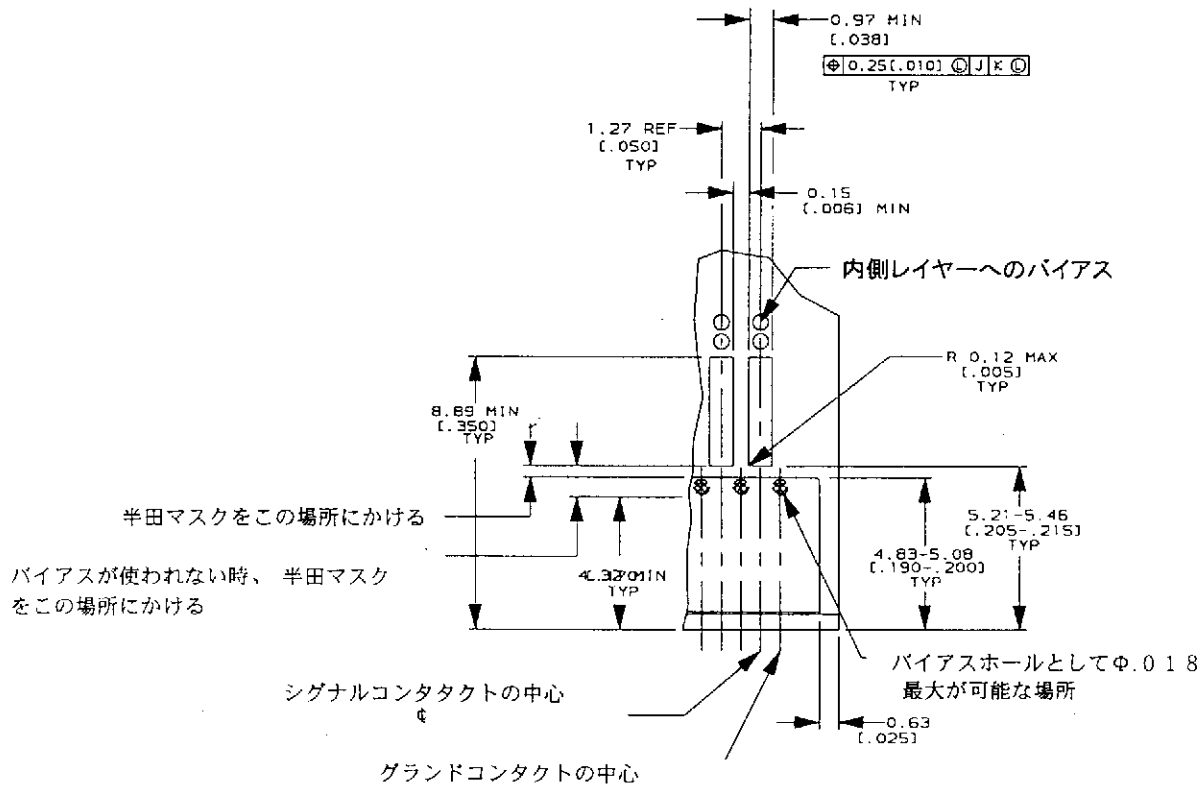 0.97 MIN
[.038]
⌖ 0.25[.010] Ⓛ J K Ⓛ
TYP
1.27 REF
[.050]
TYP
0.15
[.006] MIN
内側レイヤーへのバイアス
R 0.12 MAX
[.005]
TYP
8.89 MIN
[.350]
TYP
半田マスクをこの場所にかける
バイアスが使われない時、 半田マスク
をこの場所にかける
MIN
TYP
5.21-5.46
[.205-.215]
TYP
4.83-5.08
[.190-.200]
TYP
バイアスホールとしてΦ.018
最大が可能な場所
シグナルコンタタクトの中心
℄
0.63
[.025]
グランドコンタクトの中心